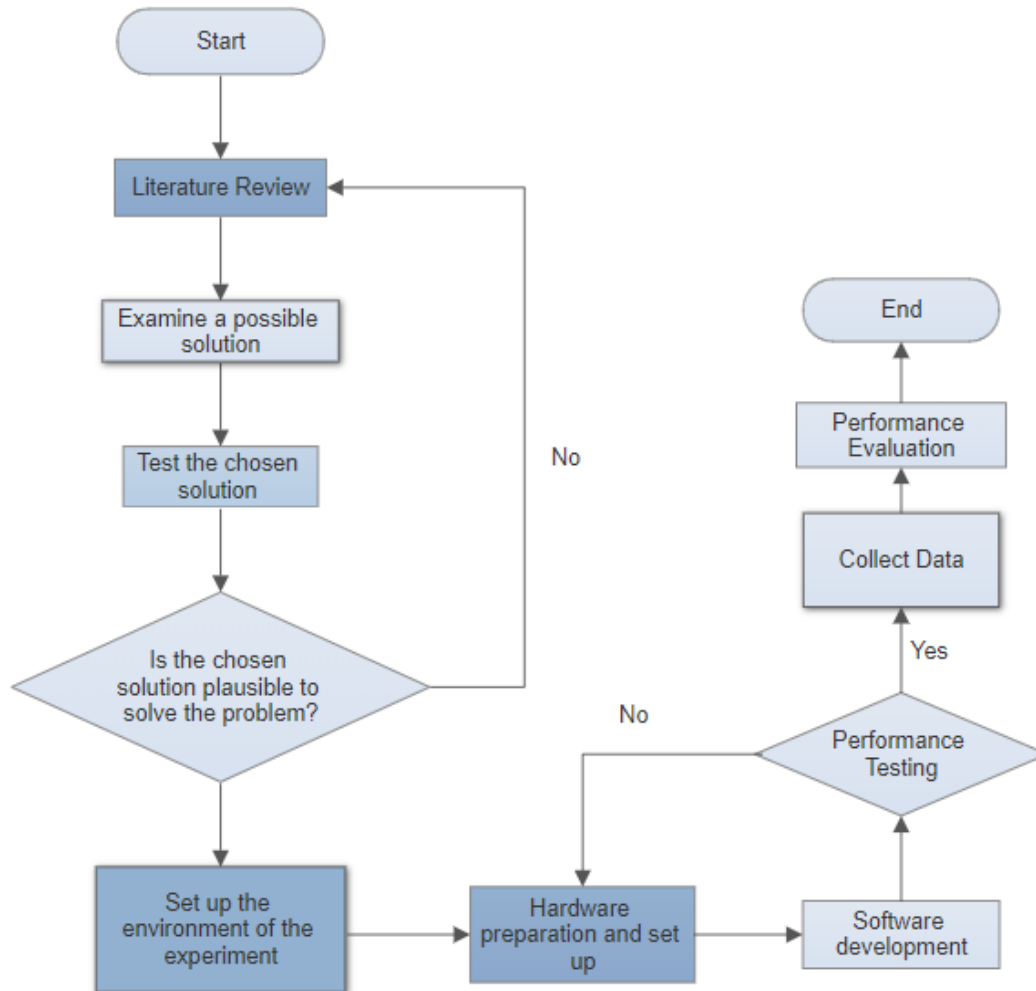 Start
Literature Review
Examine a possible
solution
Test the chosen
solution
Is the chosen
solution plausible to
solve the problem?
No
Set up the
environment of the
experiment
Hardware
preparation and set
up
Software
development
Performance
Testing
No
Yes
Collect Data
Performance
Evaluation
End